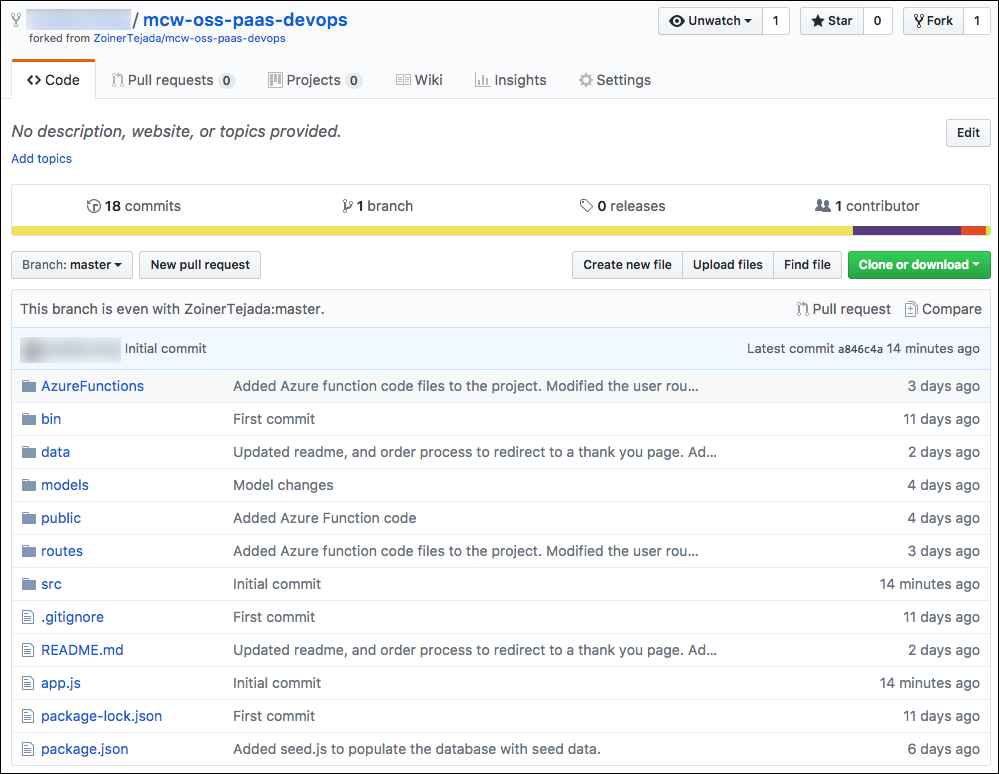 / mcw-oss-paas-devops
Unwatch 1 Star 0 Fork 1
forked from ZoinerTejada/mcw-oss-paas-devops
Code Pull requests 0 Projects 0 Wiki Insights Settings
No description, website, or topics provided. Edit
Add topics
18 commits 1 branch 0 releases 1 contributor
Branch: master New pull request Create new file Upload files Find file Clone or download
This branch is even with ZoinerTejada:master. Pull request Compare
Initial commit Latest commit a846c4a 14 minutes ago
AzureFunctions Added Azure function code files to the project. Modified the user rou... 3 days ago
bin First commit 11 days ago
data Updated readme, and order process to redirect to a thank you page. Ad... 2 days ago
models Model changes 4 days ago
public Added Azure Function code 4 days ago
routes Added Azure function code files to the project. Modified the user rou... 3 days ago
src Initial commit 14 minutes ago
.gitignore First commit 11 days ago
README.md Updated readme, and order process to redirect to a thank you page. Ad... 2 days ago
app.js Initial commit 14 minutes ago
package-lock.json First commit 11 days ago
package.json Added seed.js to populate the database with seed data. 6 days ago